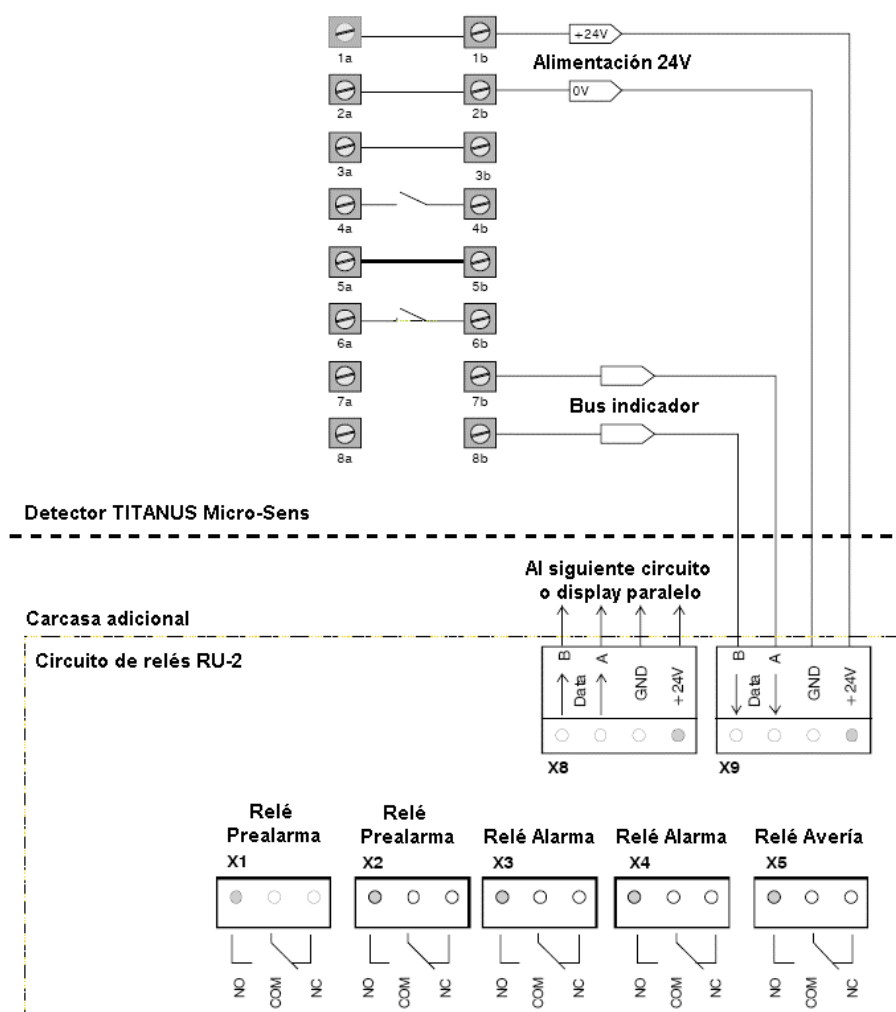 1a 1b +24V
Alimentación 24V
2a 2b 0V
3a 3b
4a 4b
5a 5b
6a 6b
7a 7b
Bus indicador
8a 8b
Detector TITANUS Micro-Sens
Al siguiente circuito
o display paralelo
Carcasa adicional
Circuito de relés RU-2
B Data A GND +24V
B Data A GND +24V
X8 X9
Relé Prealarma
X1
Relé Prealarma
X2
Relé Alarma
X3
Relé Alarma
X4
Relé Avería
X5
NO COM NC
NO COM NC
NO COM NC
NO COM NC
NO COM NC